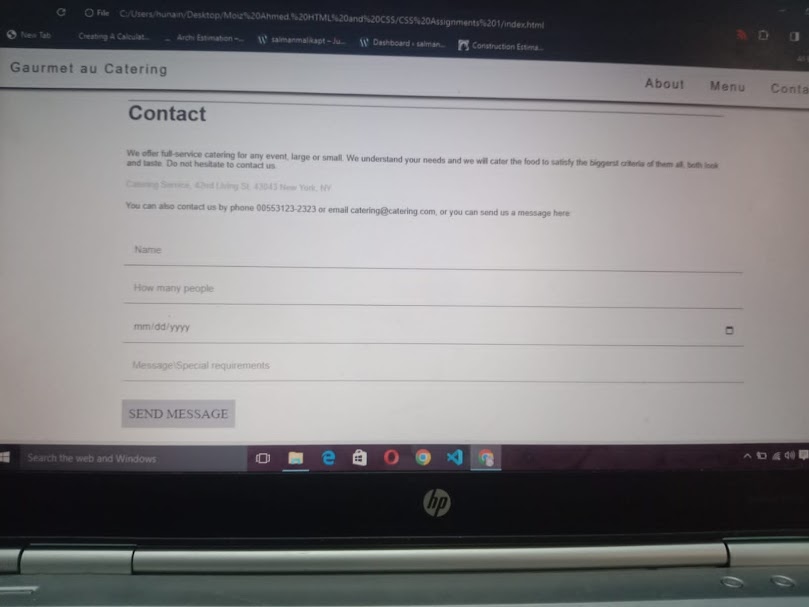 File C:/Users/hunain/Desktop/Moiz%20Ahmed.%20HTML%20and%20CSS/CSS%20Assignments%201/index.html
New Tab Creating A Calculat... Archi Estimation -... salmanmalikapt - /u... Dashboard - salman... Construction Estima...
Gaurmet au Catering About Menu Conta
Contact
We offer full-service catering for any event, large or small. We understand your needs and we will cater the food to satisfy the biggerst criteria of them all, both look
and taste. Do not hesitate to contact us.
Catering Service, 42nd Living St, 43043 New York, NY
You can also contact us by phone 00553123-2323 or email catering@catering.com, or you can send us a message here:
Name
How many people
mm/dd/yyyy
Message\Special requirements
SEND MESSAGE
Search the web and Windows
hp